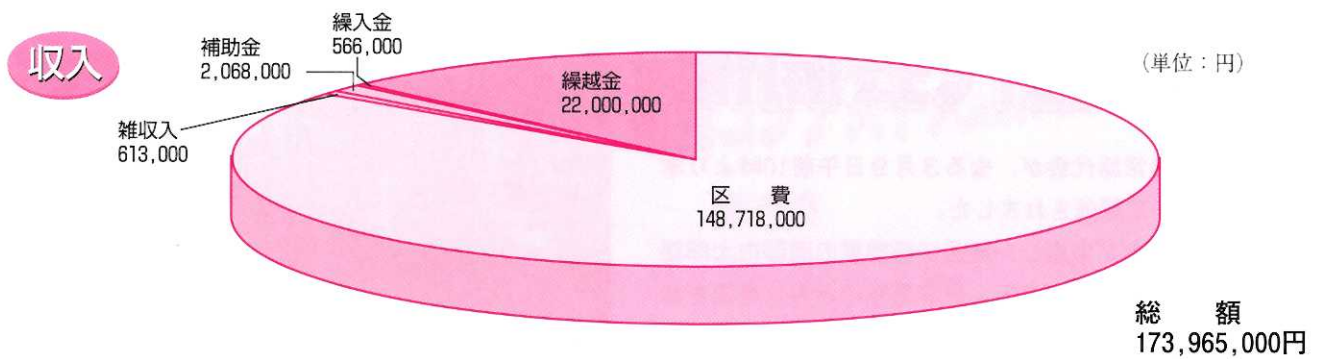 収入
(単位：円)
繰入金
566,000
補助金
2,068,000
繰越金
22,000,000
雑収入
613,000
区　費
148,718,000
総　額
173,965,000円